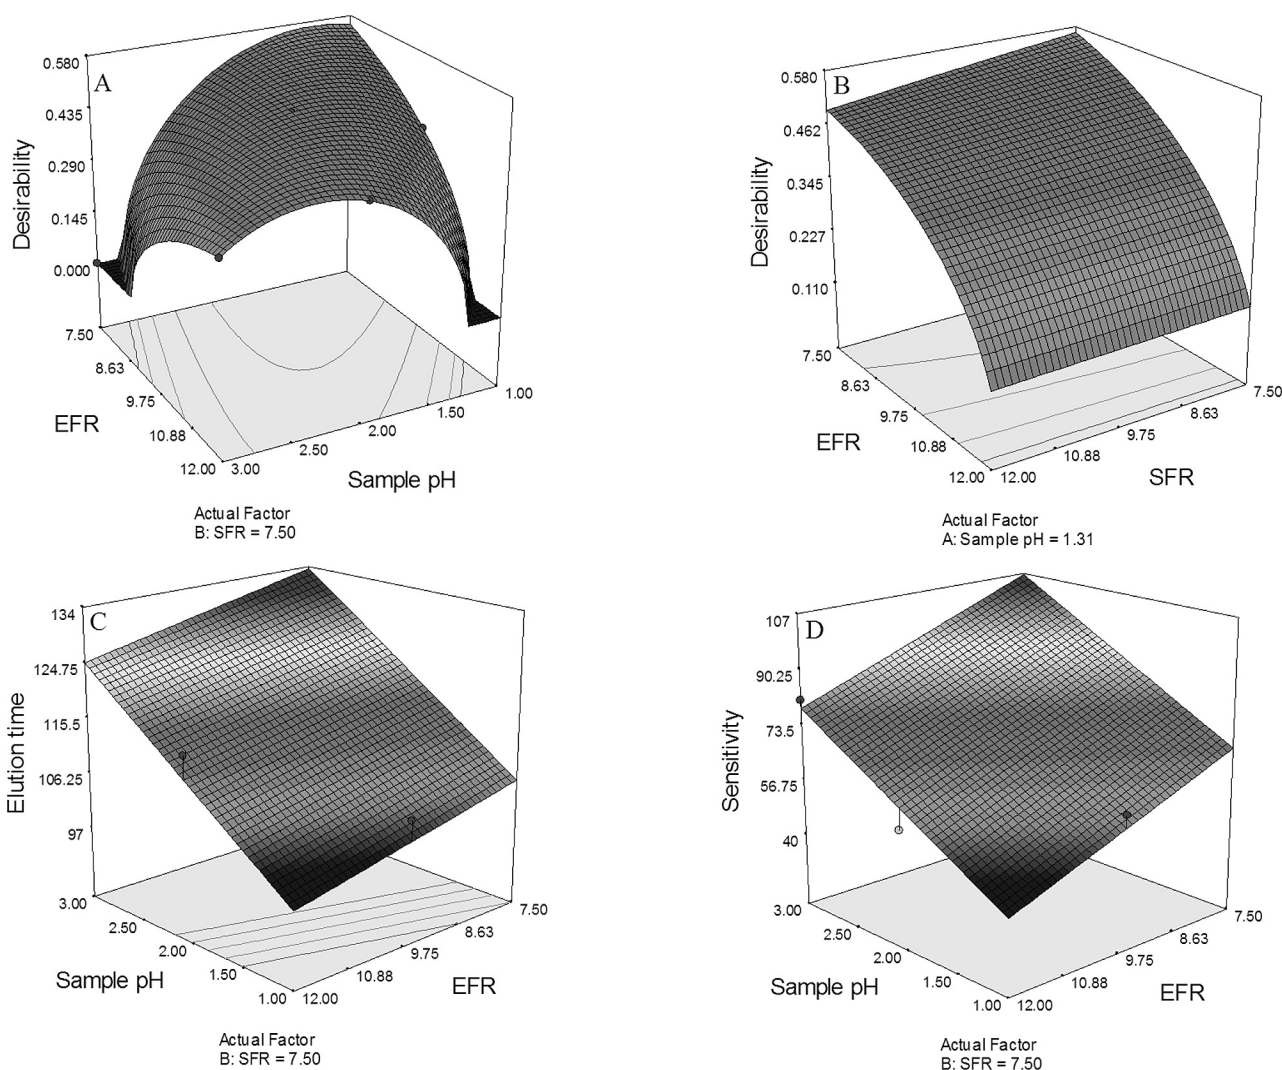 A
Desirability
0.580
0.435
0.290
0.145
0.000
7.50
8.63
9.75
10.88
12.00
EFR
3.00
2.50
2.00
1.50
1.00
Sample pH
Actual Factor
B: SFR = 7.50
B
Desirability
0.580
0.462
0.345
0.227
0.110
7.50
8.63
9.75
10.88
12.00
EFR
12.00
10.88
9.75
8.63
7.50
SFR
Actual Factor
A: Sample pH = 1.31
C
Elution time
134
124.75
115.5
106.25
97
3.00
2.50
2.00
1.50
1.00
Sample pH
12.00
10.88
9.75
8.63
7.50
EFR
Actual Factor
B: SFR = 7.50
D
Sensitivity
107
90.25
73.5
56.75
40
3.00
2.50
2.00
1.50
1.00
Sample pH
12.00
10.88
9.75
8.63
7.50
EFR
Actual Factor
B: SFR = 7.50